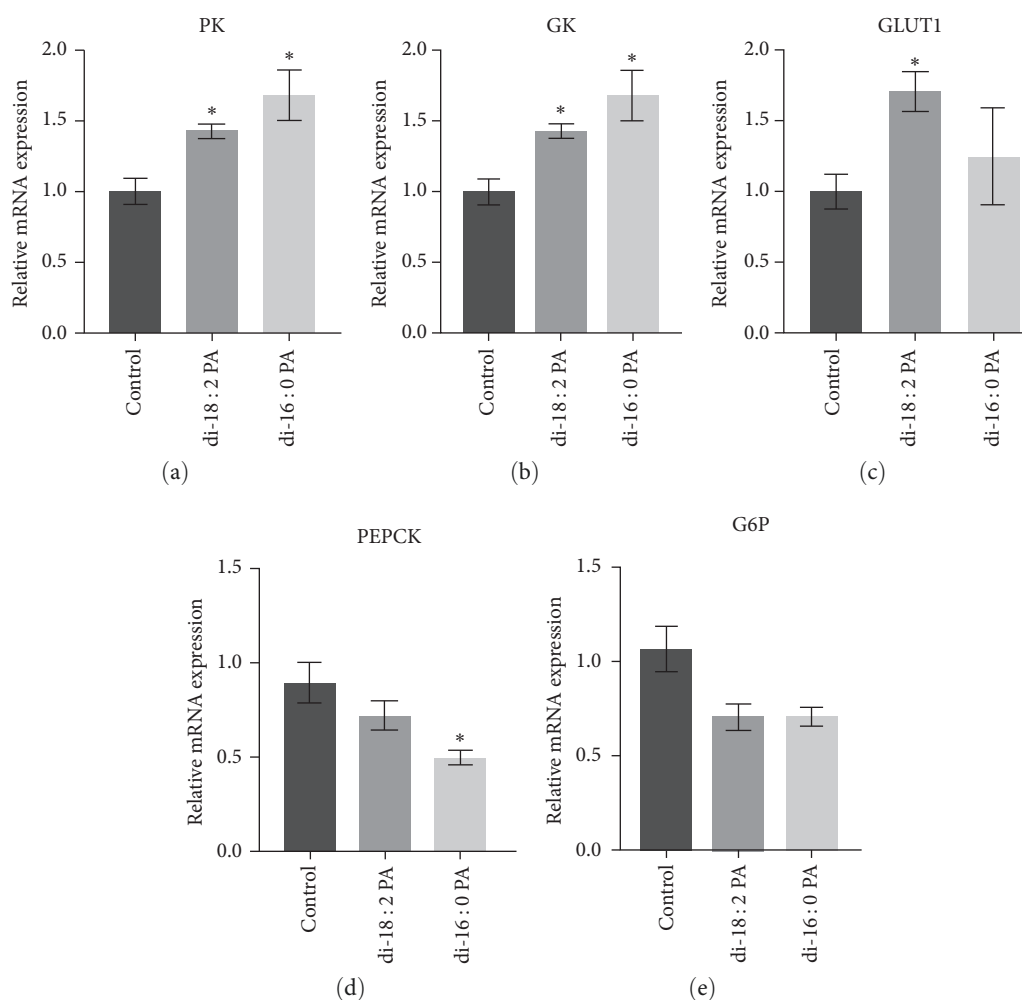 PK
Relative mRNA expression
2.0
*
*
1.5
1.0
0.5
0.0
Control
di-18 : 2 PA
di-16 : 0 PA
(a)
GK
Relative mRNA expression
2.0
*
*
1.5
1.0
0.5
0.0
Control
di-18 : 2 PA
di-16 : 0 PA
(b)
GLUT1
Relative mRNA expression
2.0
*
1.5
1.0
0.5
0.0
Control
di-18 : 2 PA
di-16 : 0 PA
(c)
PEPCK
Relative mRNA expression
1.5
1.0
*
0.5
0.0
Control
di-18 : 2 PA
di-16 : 0 PA
(d)
G6P
Relative mRNA expression
1.5
1.0
0.5
0.0
Control
di-18 : 2 PA
di-16 : 0 PA
(e)